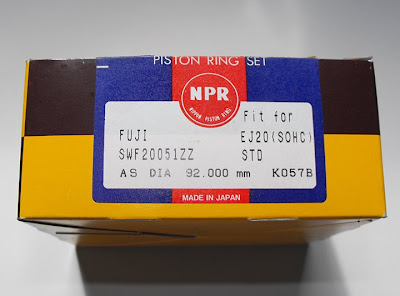 PISTON RING SET
NPR
NIPPON PISTON RING
Fit for
FUJI EJ20(SOHC)
SWF20051ZZ STD
AS DIA 92.000 mm K057B
MADE IN JAPAN